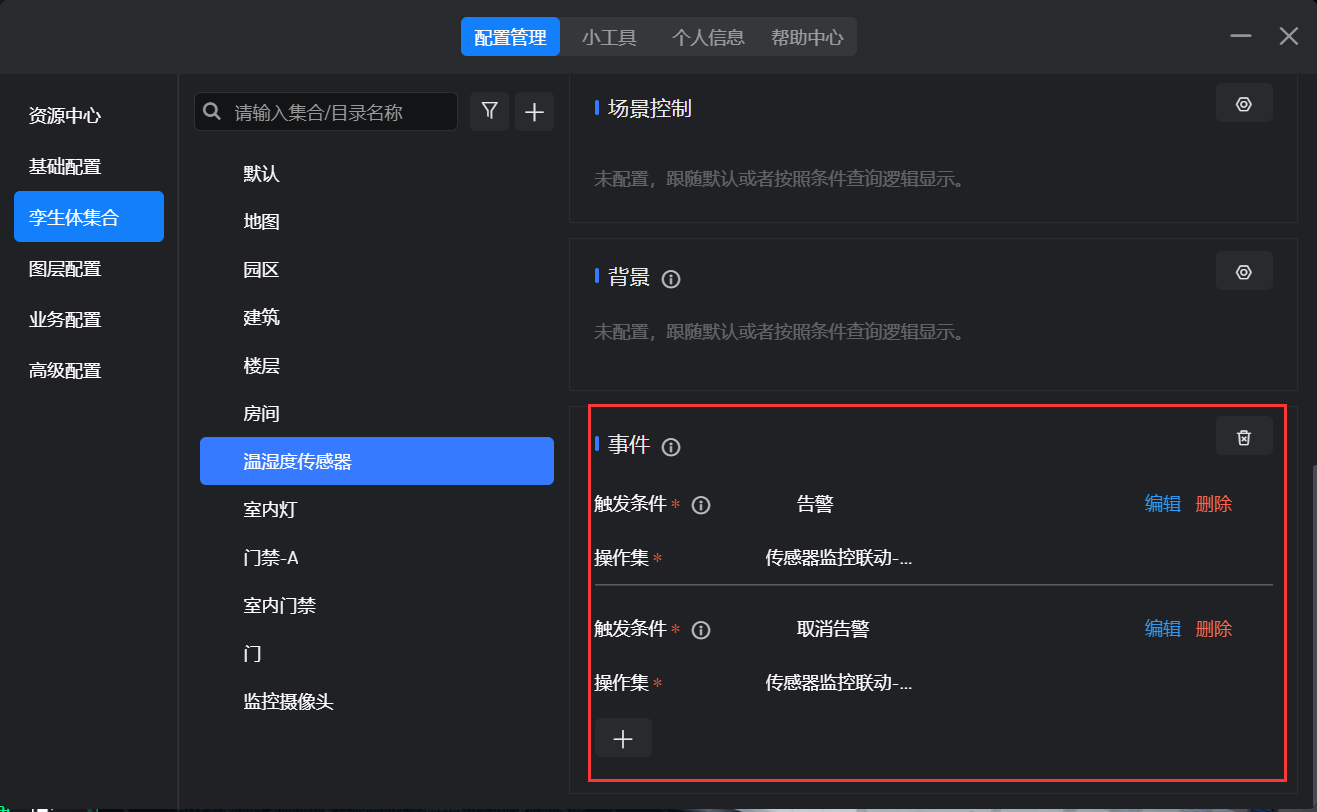 配置管理 小工具 个人信息 帮助中心
资源中心
基础配置
孪生体集合
图层配置
业务配置
高级配置
请输入集合/目录名称
默认
地图
园区
建筑
楼层
房间
温湿度传感器
室内灯
门禁-A
室内门禁
门
监控摄像头
场景控制
未配置，跟随默认或者按照条件查询逻辑显示。
背景
未配置，跟随默认或者按照条件查询逻辑显示。
事件
触发条件* 告警 编辑 删除
操作集* 传感器监控联动-...
触发条件* 取消告警 编辑 删除
操作集* 传感器监控联动-...